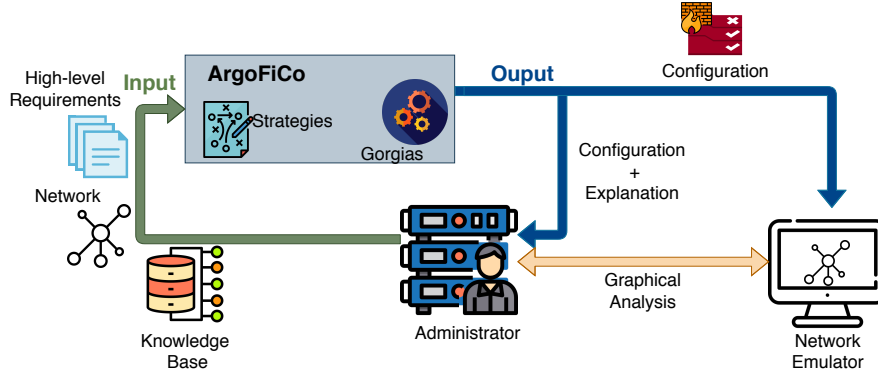 Configuration
ArgoFiCo
Input
Ouput
High-level
Requirements
Strategies
Gorgias
Configuration
+
Explanation
Network
Graphical
Analysis
Knowledge
Base
Administrator
Network
Emulator